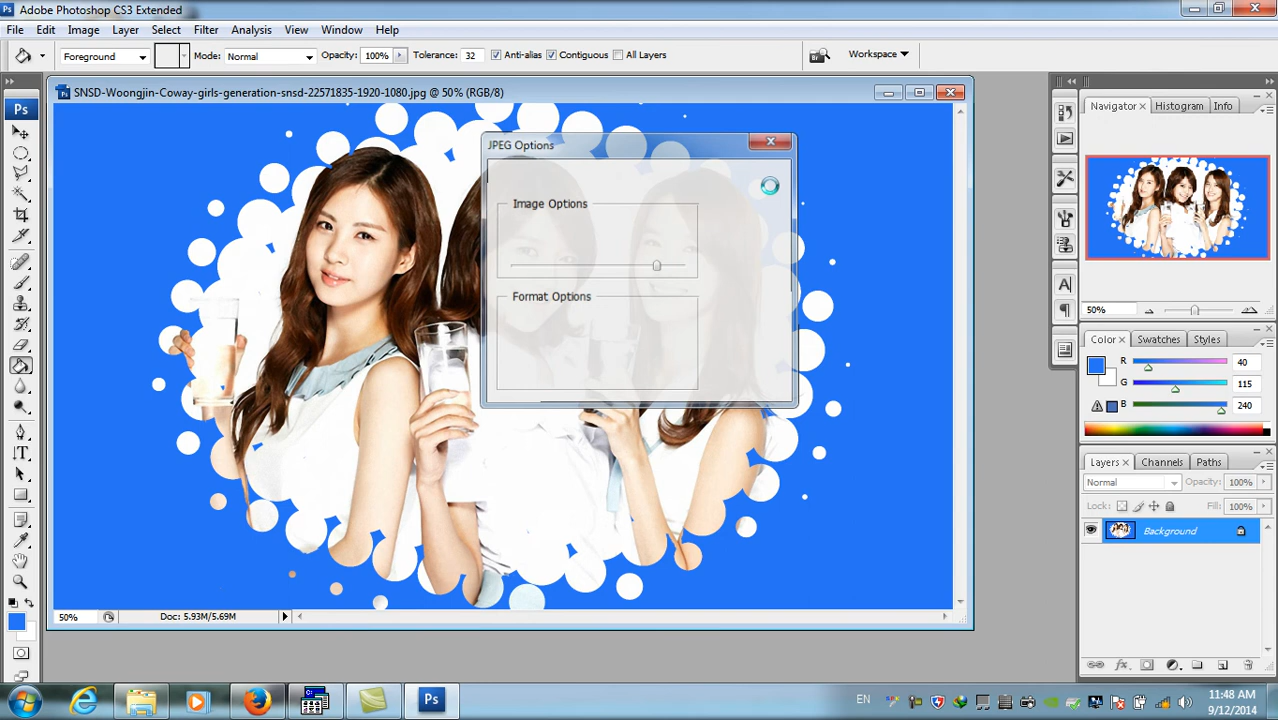 Ps Adobe Photoshop CS3 Extended
File Edit Image Layer Select Filter Analysis View Window Help
Foreground Mode: Normal Opacity: 100% Tolerance: 32 Anti-alias Contiguous All Layers Workspace
SNSD-Woongjin-Coway-girls-generation-snsd-22571835-1920-1080.jpg @ 50% (RGB/8)
Ps
JPEG Options
Image Options
Format Options
50% Doc: 5.93M/5.69M
Navigator x Histogram Info
50%
Color x Swatches Styles
R 40
G 115
B 240
Layers x Channels Paths
Normal Opacity: 100%
Lock: Fill: 100%
Background
Ps
EN
11:48 AM
9/12/2014